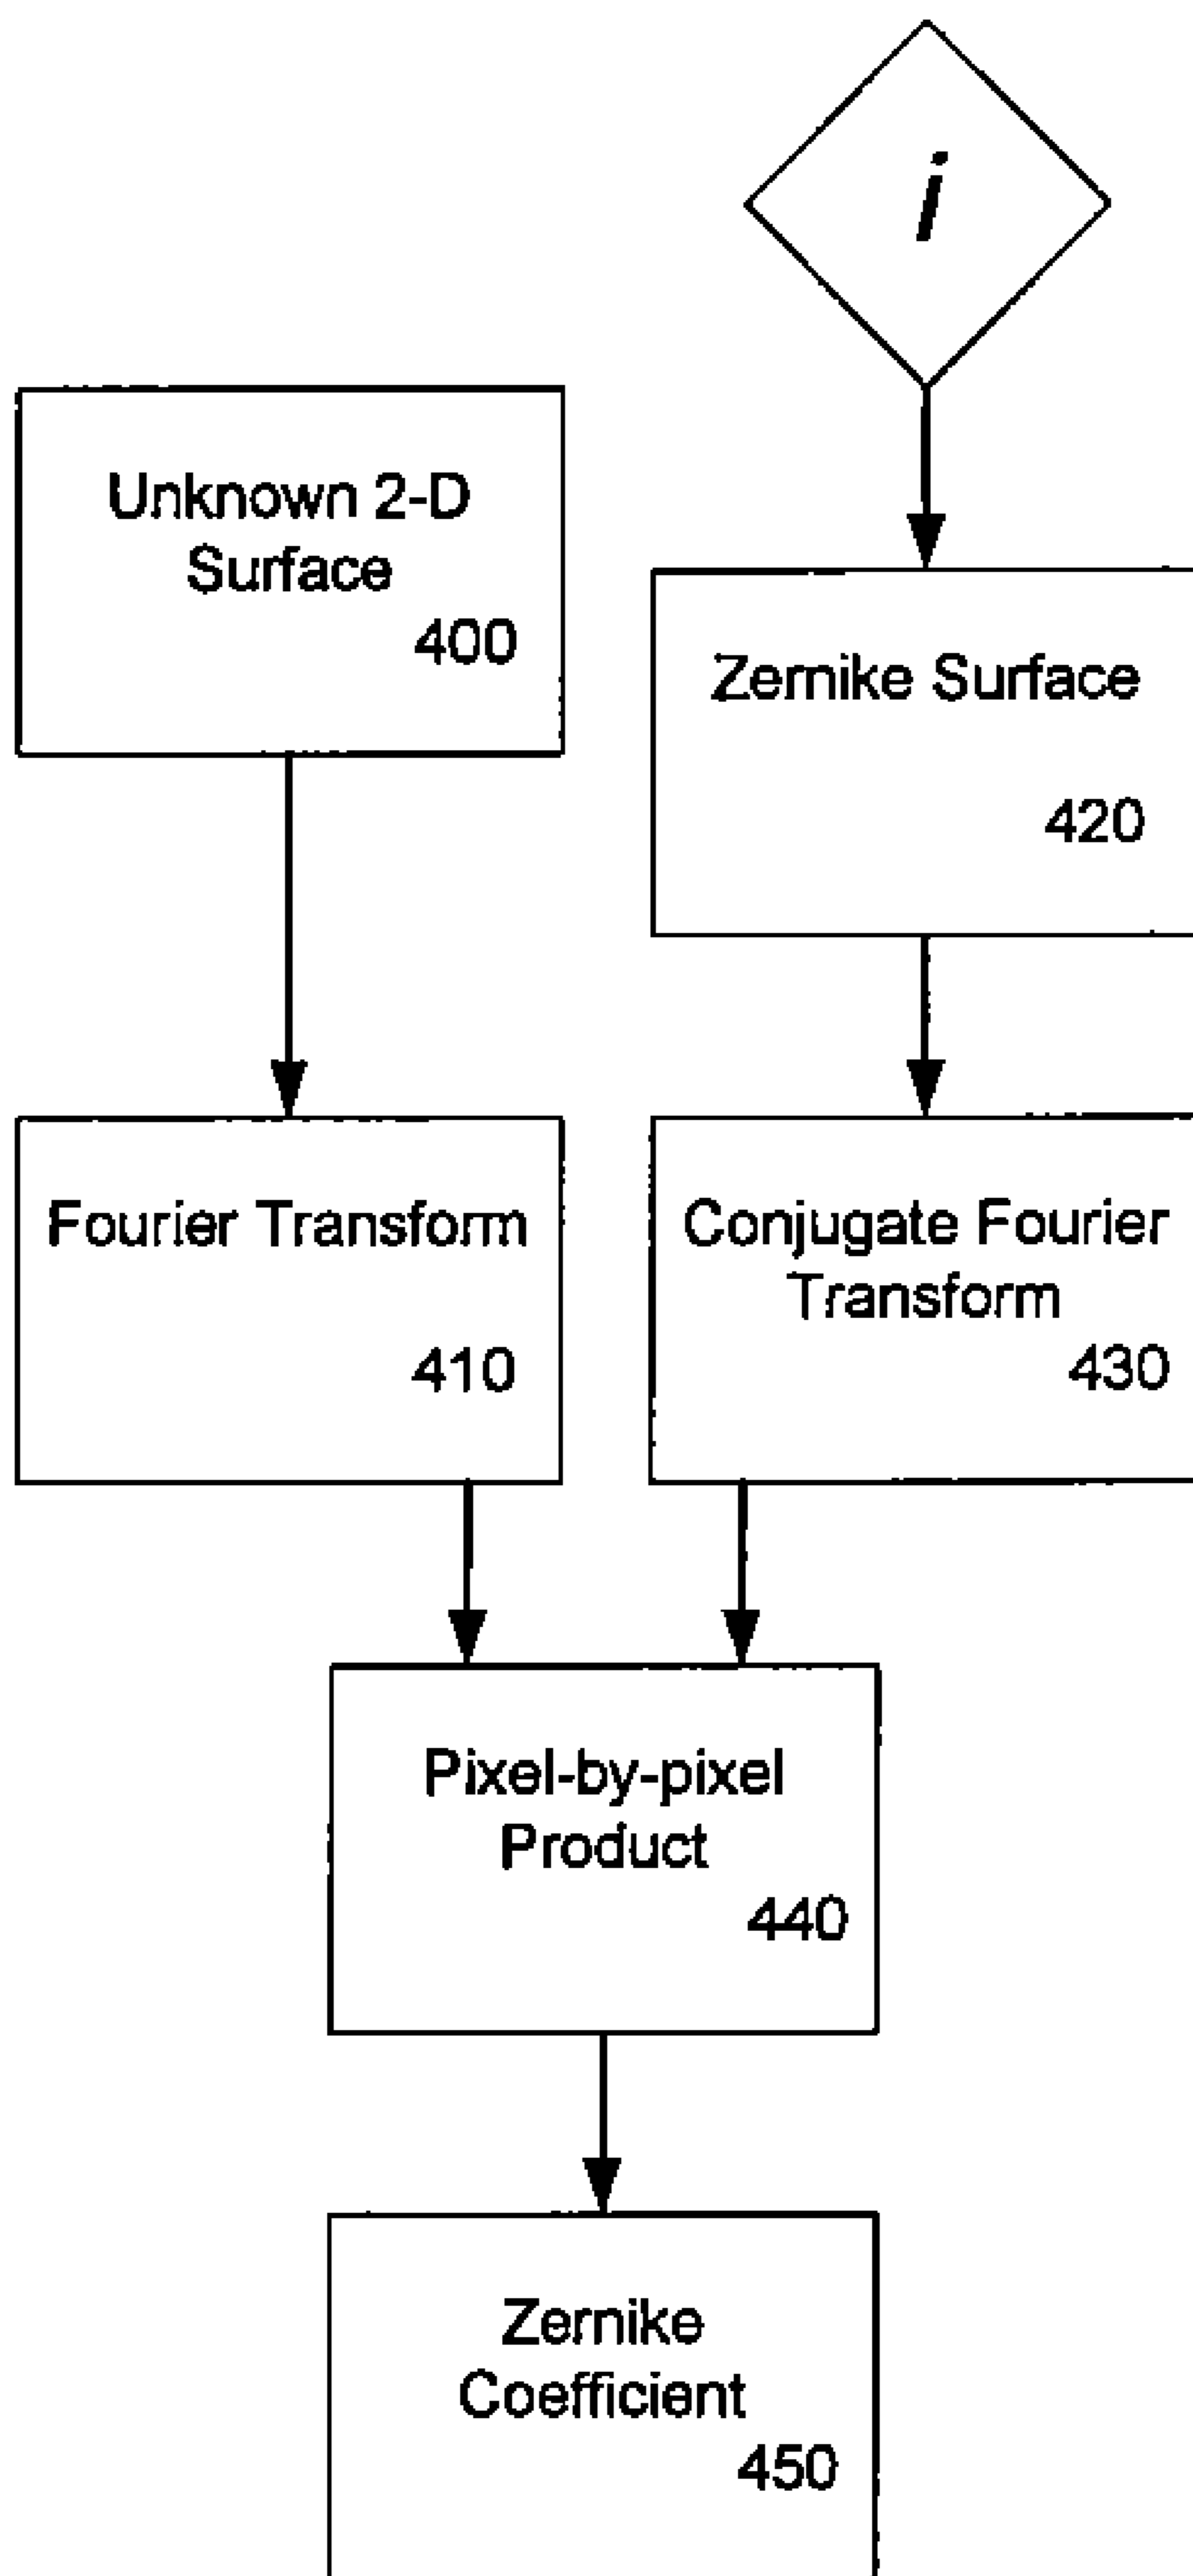 i
Unknown 2-D
Surface
400
Zernike Surface
420
Fourier Transform
410
Conjugate Fourier
Transform
430
Pixel-by-pixel
Product
440
Zernike
Coefficient
450